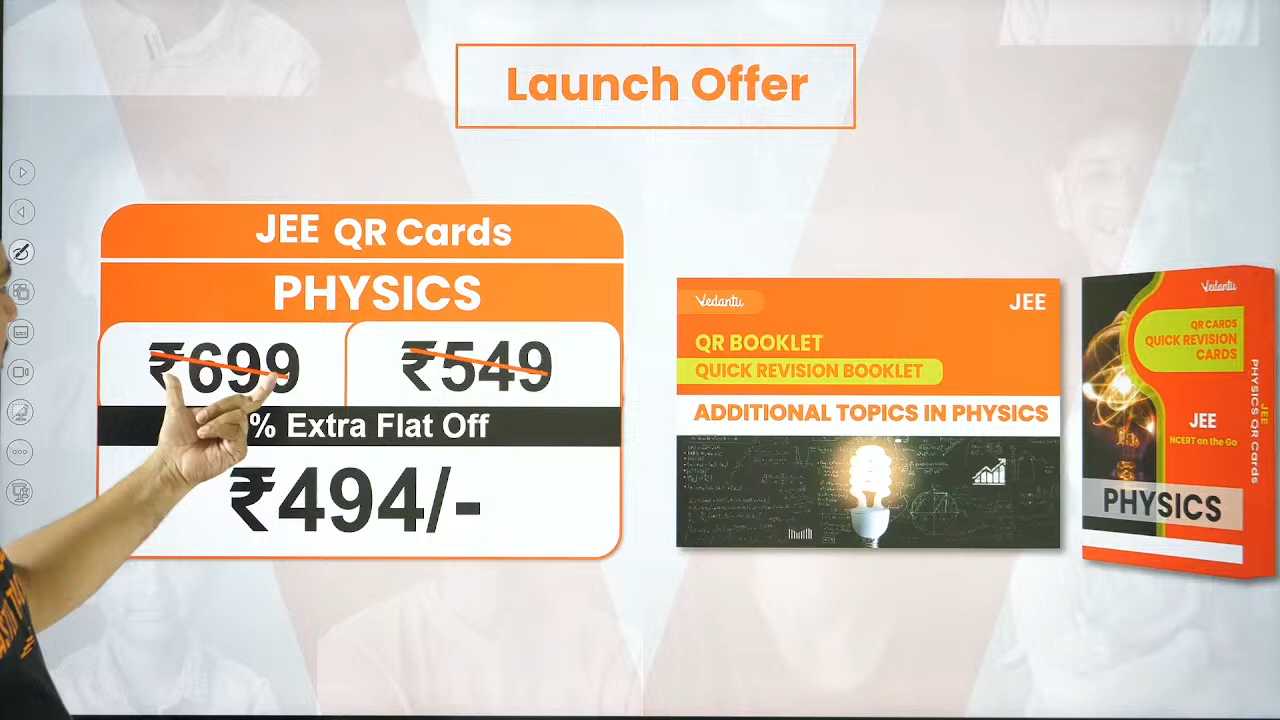 Launch Offer
JEE QR Cards
PHYSICS
₹699 ₹549
% Extra Flat Off
₹494/-
Vedantu JEE
QR BOOKLET
QUICK REVISION BOOKLET
ADDITIONAL TOPICS IN PHYSICS
Vedantu
QR CARDS
QUICK REVISION
CARDS
JEE
NCERT on the Go
PHYSICS
JEE
PHYSICS QR Cards